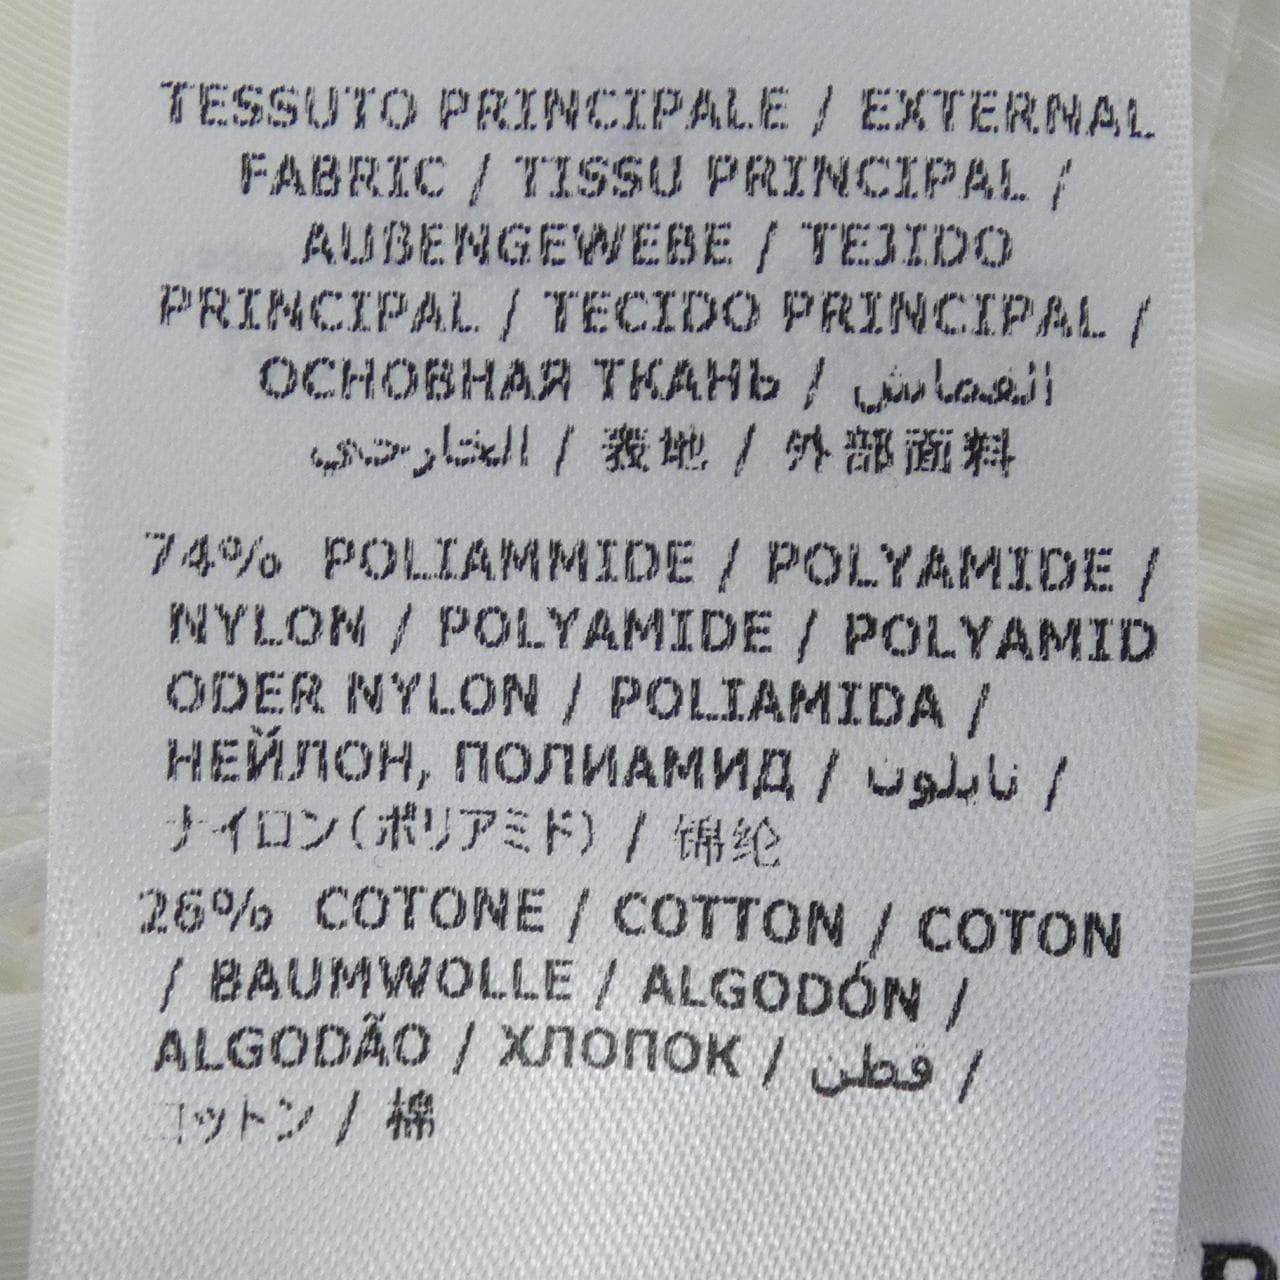 TESSUTO PRINCIPALE / EXTERNAL
FABRIC / TISSU PRINCIPAL /
AUßENGEWEBE / TEJIDO
PRINCIPAL / TECIDO PRINCIPAL /
ОСНОВНАЯ ТКАНЬ / القماش
الخارجي / 表地 / 外部面料
74% POLIAMMIDE / POLYAMIDE /
NYLON / POLYAMIDE / POLYAMID
ODER NYLON / POLIAMIDA /
НЕЙЛОН, ПОЛИАМИД / نايلون /
ナイロン(ポリアミド) / 锦纶
26% COTONE / COTTON / COTON
/ BAUMWOLLE / ALGODÓN /
ALGODÃO / ХЛОПОК / قطن /
コットン / 棉